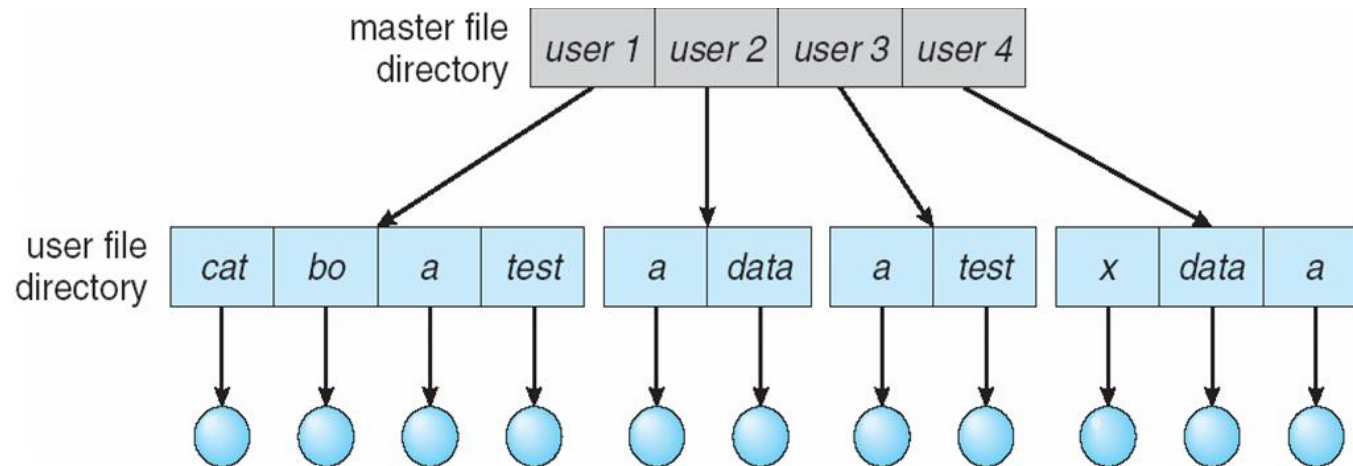 master file
directory
user 1 user 2 user 3 user 4
user file
directory
cat bo a test a data a test x data a